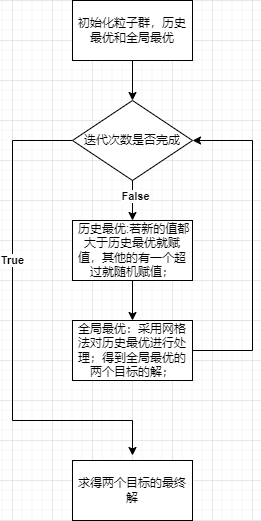 初始化粒子群，历史
最优和全局最优
迭代次数是否完成
False
历史最优:若新的值都
大于历史最优就赋
值，其他的有一个超
过就随机赋值；
True
全局最优：采用网格
法对历史最优进行处
理；得到全局最优的
两个目标的解；
求得两个目标的最终
解